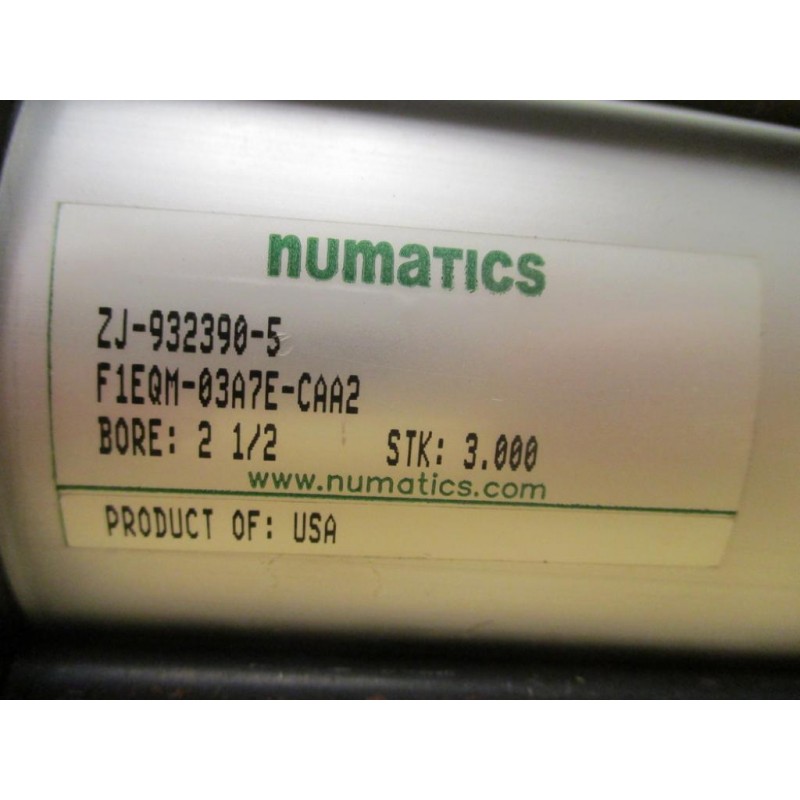 numatics
ZJ-932390-5
F1EQM-03A7E-CAA2
BORE: 2 1/2 STK: 3.000
www.numatics.com
PRODUCT OF: USA